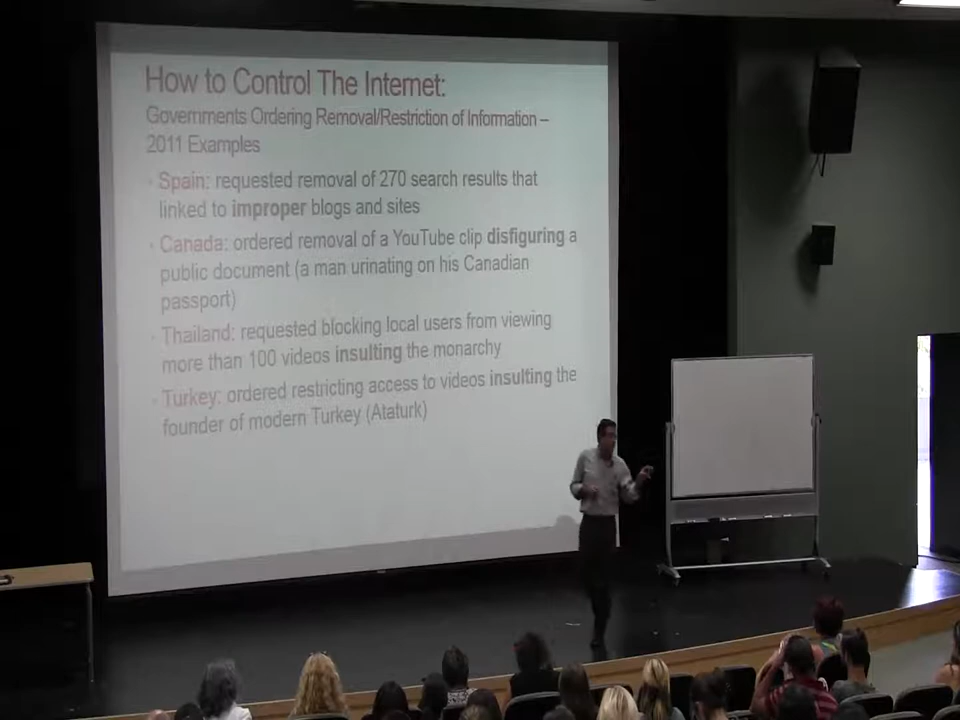 How to Control The Internet:
Governments Ordering Removal/Restriction of Information –
2011 Examples
· Spain: requested removal of 270 search results that
linked to improper blogs and sites
· Canada: ordered removal of a YouTube clip disfiguring a
public document (a man urinating on his Canadian
passport)
· Thailand: requested blocking local users from viewing
more than 100 videos insulting the monarchy
· Turkey: ordered restricting access to videos insulting the
founder of modern Turkey (Ataturk)